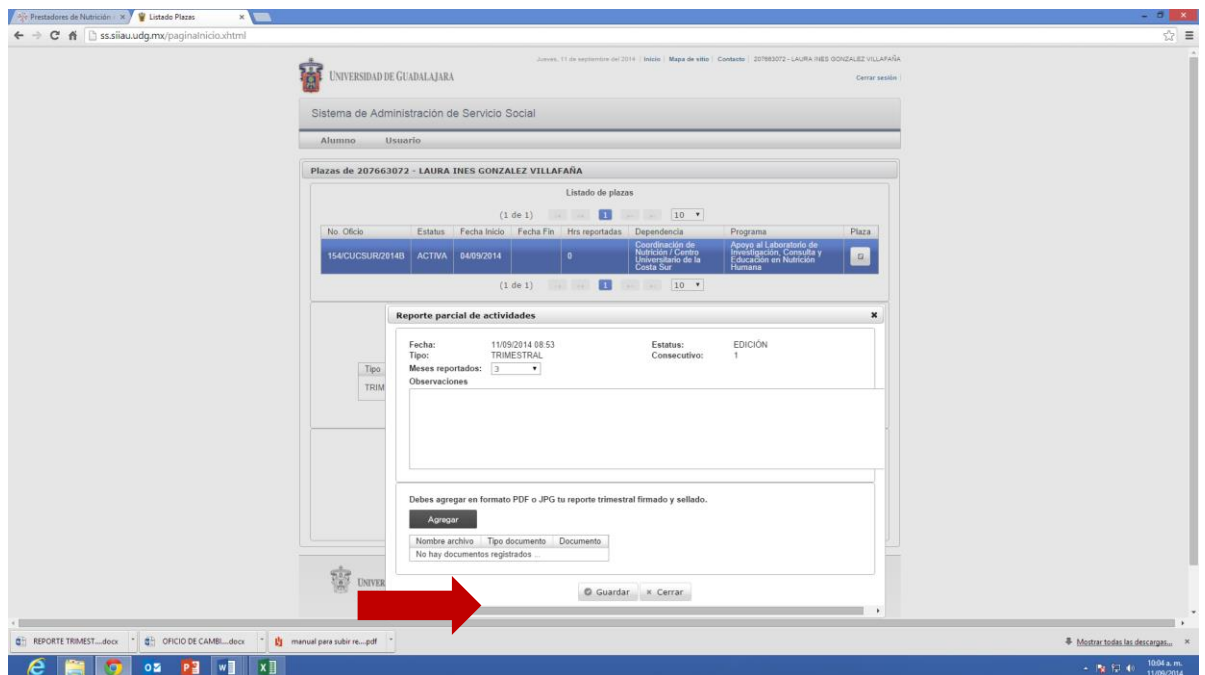 Prestadores de Nutrición
Listado Plazas
ss.siiau.udg.mx/paginaInicio.xhtml
Jueves, 11 de septiembre del 2014 | Inicio | Mapa de sitio | Contacto | 207663072 - LAURA INES GONZALEZ VILLAFAÑA
Cerrar sesión
UNIVERSIDAD DE GUADALAJARA
Sistema de Administración de Servicio Social
Alumno Usuario
Plazas de 207663072 - LAURA INES GONZALEZ VILLAFAÑA
Listado de plazas
(1 de 1) 1 10
No. Oficio Estatus Fecha Inicio Fecha Fin Hrs reportadas Dependencia Programa Plaza
154/CUCSUR/2014B ACTIVA 04/09/2014 0 Coordinación de Nutrición / Centro Universitario de la Costa Sur Apoyo al Laboratorio de Investigación, Consulta y Educación en Nutrición Humana
(1 de 1) 1 10
Reporte parcial de actividades
Fecha: 11/09/2014 08:53 Estatus: EDICIÓN
Tipo: TRIMESTRAL Consecutivo: 1
Meses reportados: 3
Observaciones
Tipo
TRIM
Debes agregar en formato PDF o JPG tu reporte trimestral firmado y sellado.
Agregar
Nombre archivo Tipo documento Documento
No hay documentos registrados ...
UNIVER
Guardar Cerrar
REPORTE TRIMEST....docx OFICIO DE CAMBI....docx manual para subir re....pdf Mostrar todas las descargas...
10:04 a. m.
11/09/2014